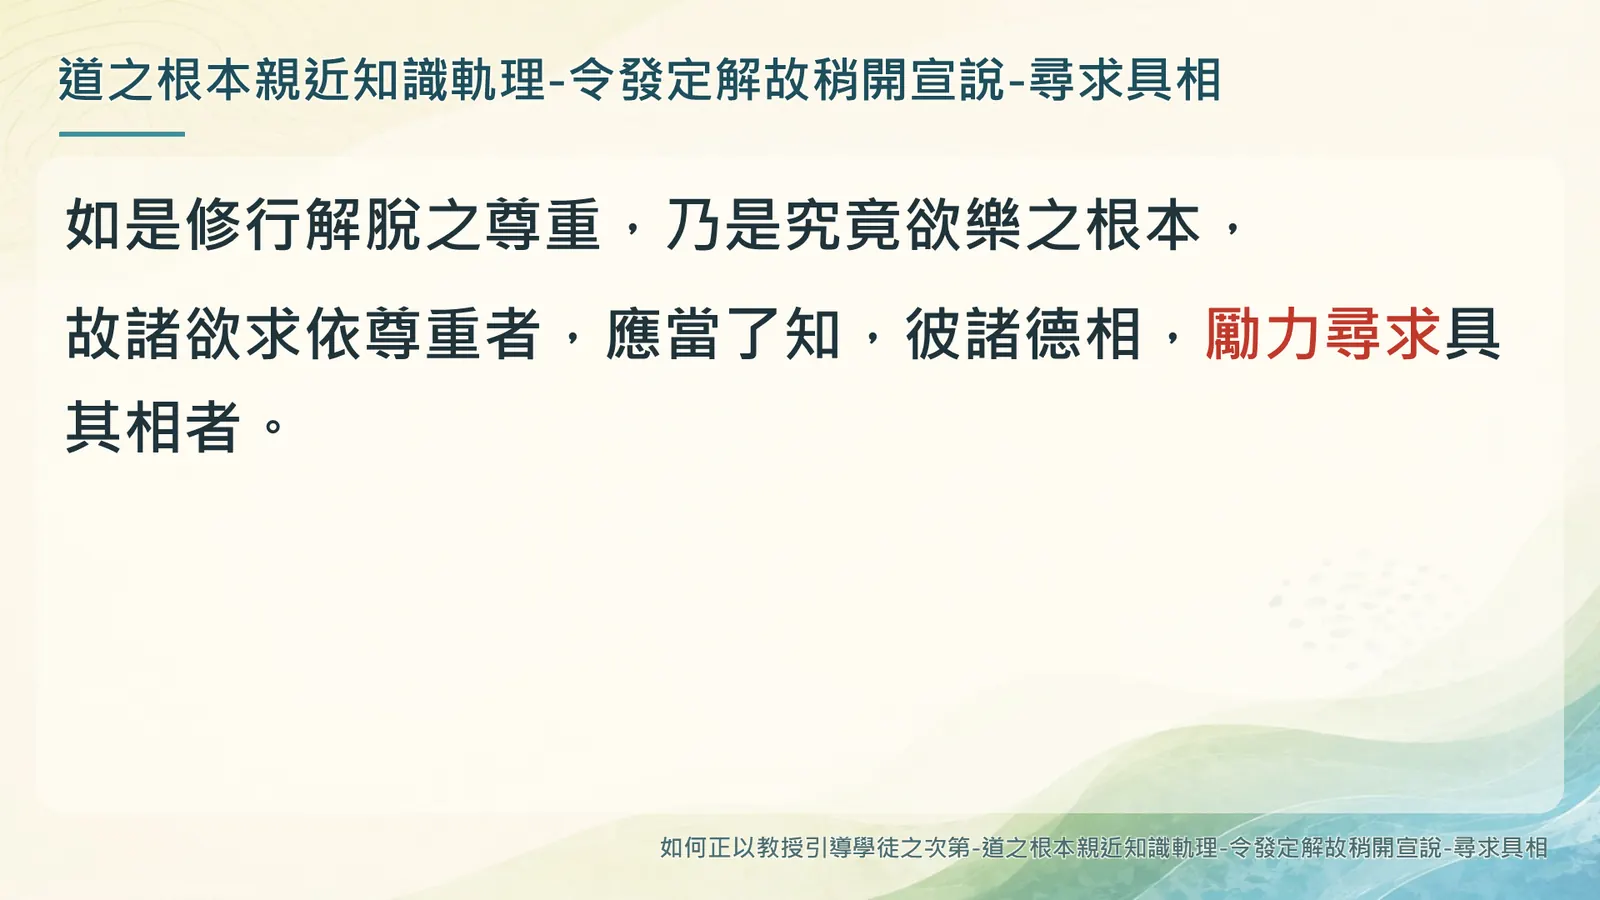 道之根本親近知識軌理-令發定解故稍開宣說-尋求具相
如是修行解脫之尊重，乃是究竟欲樂之根本，
故諸欲求依尊重者，應當了知，彼諸德相，勵力尋求具
其相者。
如何正以教授引導學徒之次第-道之根本親近知識軌理-令發定解故稍開宣說-尋求具相